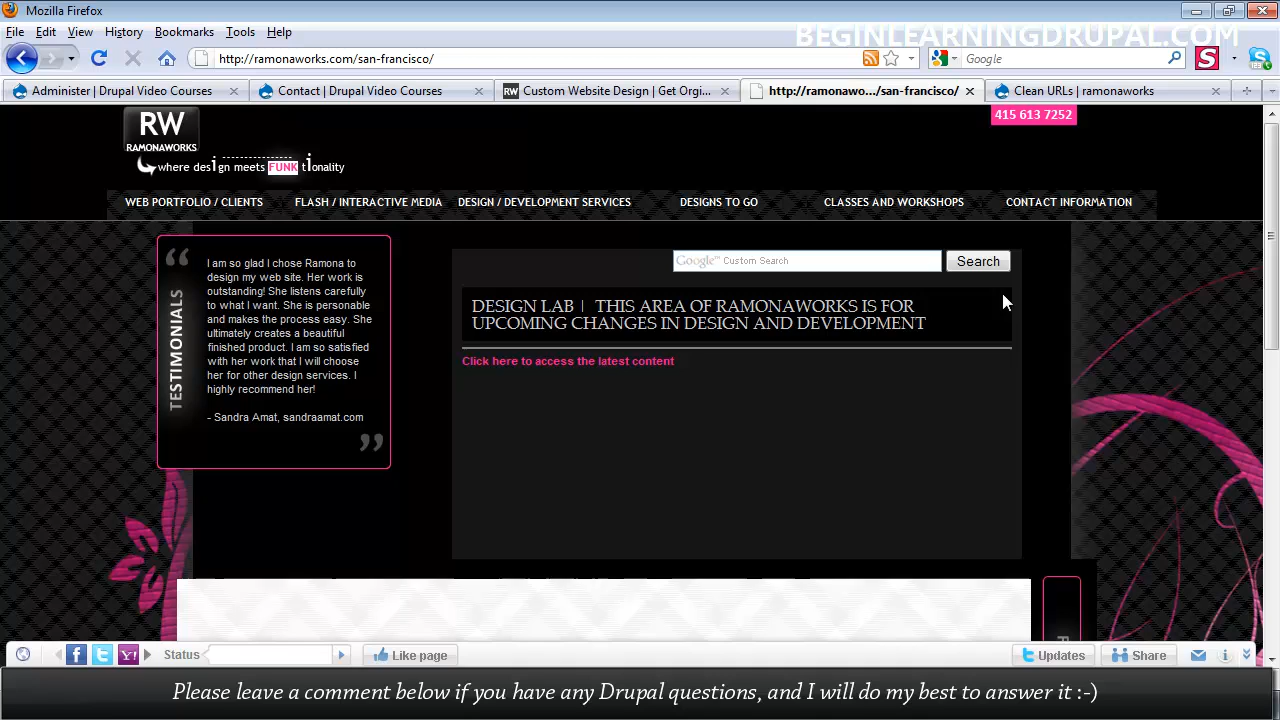 Mozilla Firefox
File Edit View History Bookmarks Tools Help
BEGINLEARNINGDRUPAL.COM
http://ramonaworks.com/san-francisco/
Google
Administer | Drupal Video Courses
Contact | Drupal Video Courses
Custom Website Design | Get Orgi...
http://ramonawo.../san-francisco/
Clean URLs | ramonaworks
RW
RAMONAWORKS
415 613 7252
where design meets FUNKtionality
WEB PORTFOLIO / CLIENTS
FLASH / INTERACTIVE MEDIA
DESIGN / DEVELOPMENT SERVICES
DESIGNS TO GO
CLASSES AND WORKSHOPS
CONTACT INFORMATION
TESTIMONIALS
“
I am so glad I chose Ramona to
design my web site. Her work is
outstanding! She listens carefully
to what I want. She is personable
and makes the process easy. She
ultimately creates a beautiful
finished product. I am so satisfied
with her work that I will choose
her for other design services. I
highly recommend her!
- Sandra Amat, sandraamat.com
”
Google™ Custom Search
Search
DESIGN LAB | THIS AREA OF RAMONAWORKS IS FOR
UPCOMING CHANGES IN DESIGN AND DEVELOPMENT
Click here to access the latest content
Status
Like page
Updates
Share
Please leave a comment below if you have any Drupal questions, and I will do my best to answer it :-)